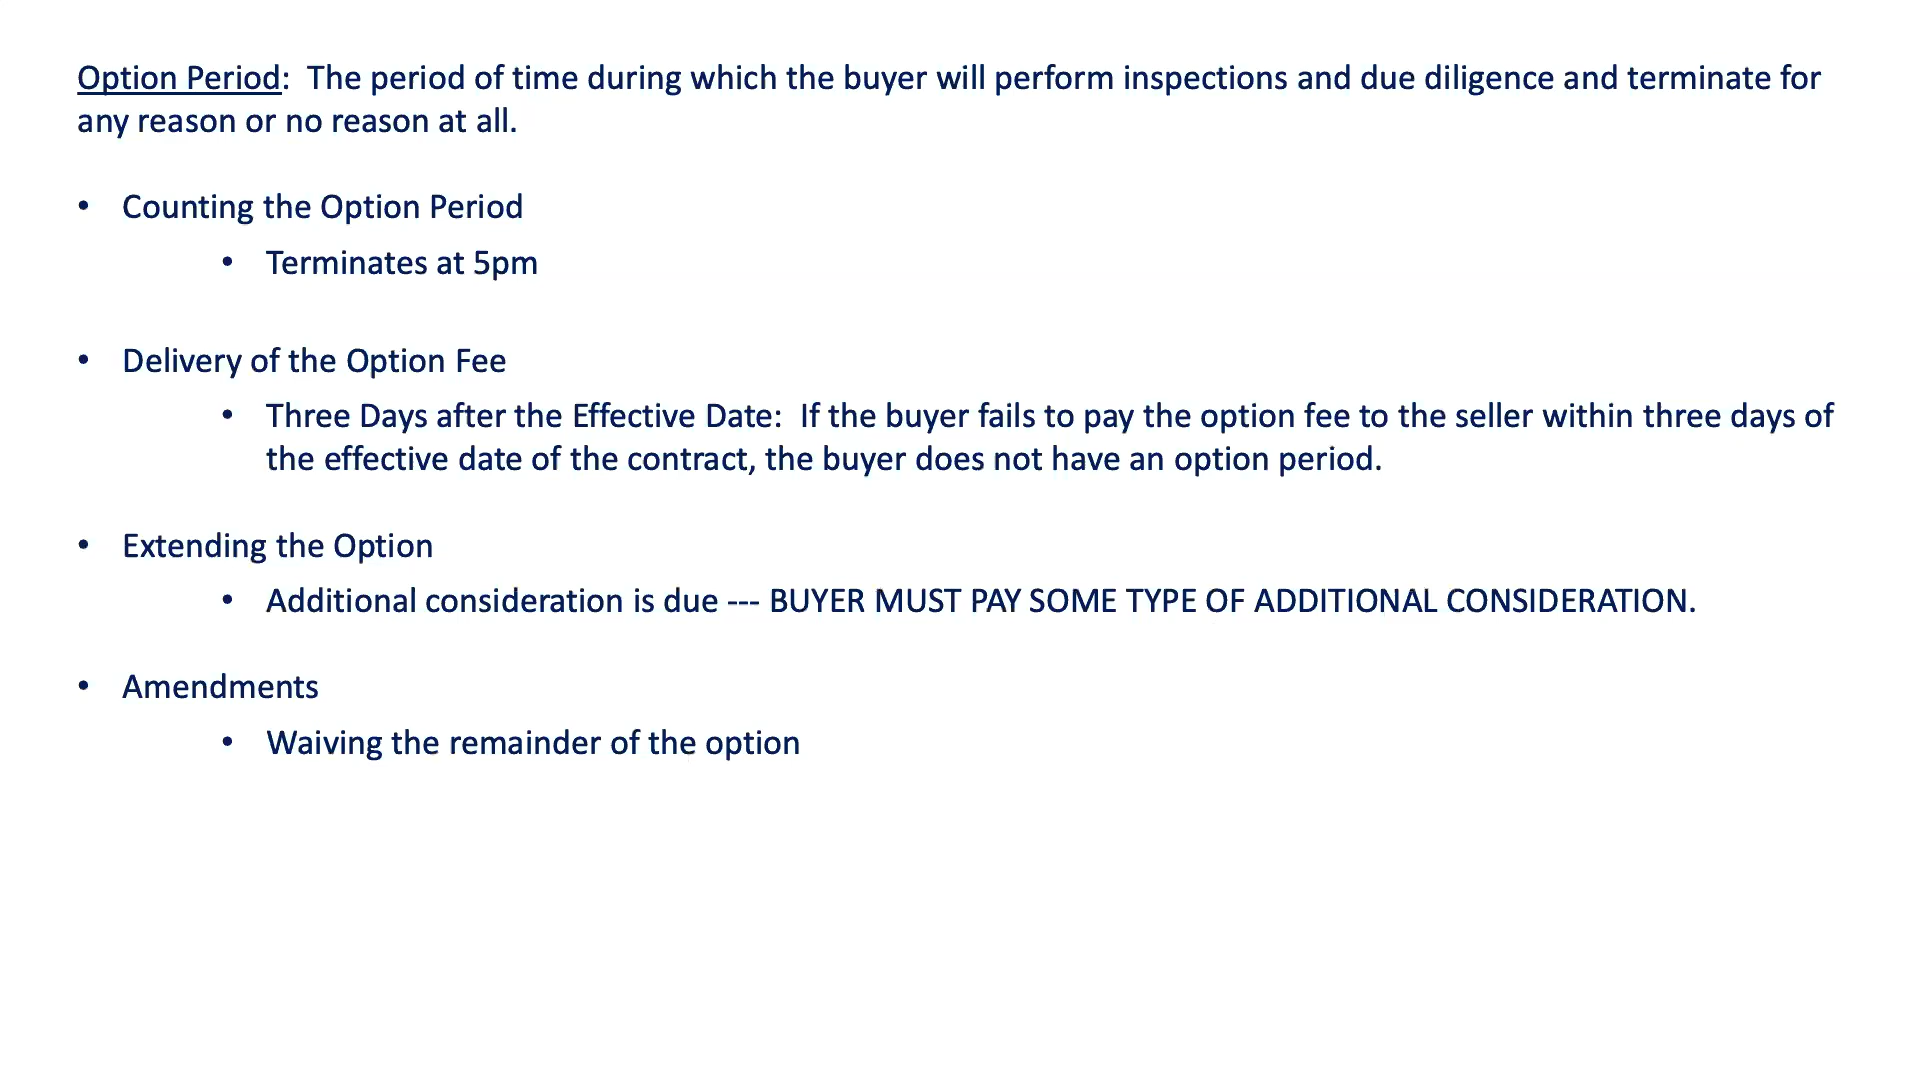 Option Period: The period of time during which the buyer will perform inspections and due diligence and terminate for
any reason or no reason at all.
• Counting the Option Period
• Terminates at 5pm
• Delivery of the Option Fee
• Three Days after the Effective Date: If the buyer fails to pay the option fee to the seller within three days of
the effective date of the contract, the buyer does not have an option period.
• Extending the Option
• Additional consideration is due --- BUYER MUST PAY SOME TYPE OF ADDITIONAL CONSIDERATION.
• Amendments
• Waiving the remainder of the option